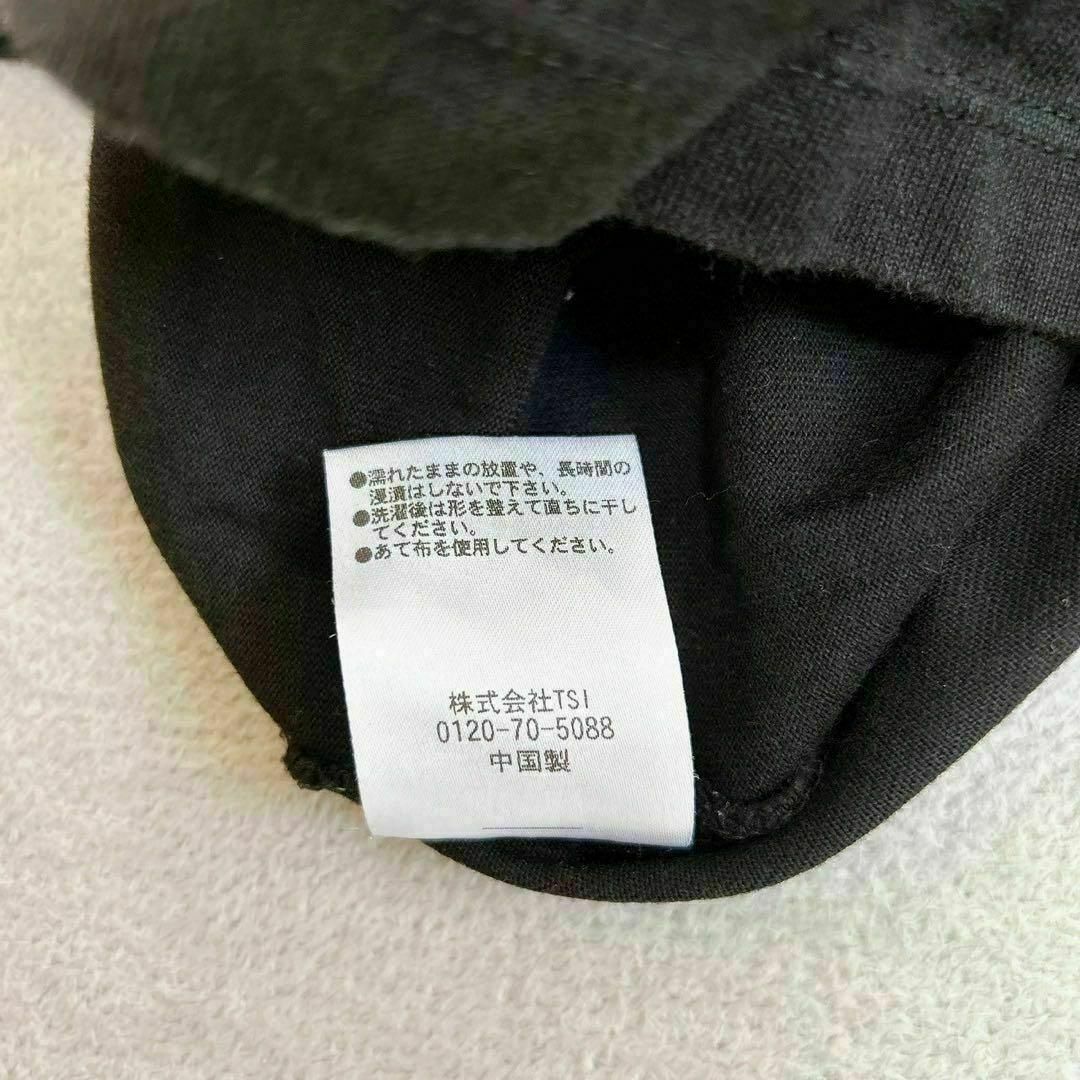 ●濡れたままの放置や、長時間の
浸漬はしないで下さい。
●洗濯後は形を整えて直ちに干し
てください。
●あて布を使用してください。
株式会社TSI
0120-70-5088
中国製